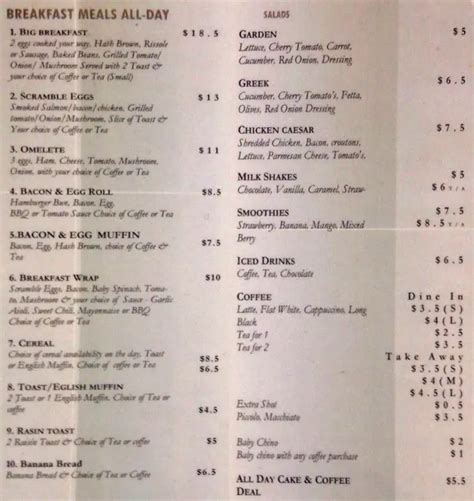 BREAKFAST MEALS ALL-DAY
1. BIG BREAKFAST $18.5
2 eggs cooked your way, Hash Brown, Rissole
or Sausage, Baked Beans, Grilled Tomato/
Onion/ Mushroom Served with 2 Toast &
your choice of Coffee or Tea (Small)
2. SCRAMBLE EGGS $13
Smoked Salmon/bacon/chicken, Grilled
tomato/Onion/Mushroom, Slice of Toast &
Your choice of Coffee or Tea
3. OMELETE $11
3 eggs, Ham, Cheese, Tomato, Mushroom,
Onion, with your choice of Coffee or Tea
4. BACON & EGG ROLL $8.5
Hamburger Bun, Bacon, Egg,
BBQ or Tomato Sauce Choice of Coffee or Tea
5.BACON & EGG MUFFIN
Bacon, Egg, Hash Brown, choice of Coffee & $7.5
Tea
6. BREAKFAST WRAP $10
Scramble Eggs, Bacon, Baby Spinach, Toma-
to, Mushroom & your choice of Sauce - Garlic
Aioli, Sweet Chili, Mayonnaise or BBQ
Choice of Coffee or Tea
7. CEREAL
Choice of cereal availability on the day. Toast $8.5
& Choice of Coffee or Tea $6.5
8. TOAST/EGLISH MUFFIN
2 Toast or 1 English Muffin, Choice of Coffee
or Tea $4.5
9. RASIN TOAST
2 Raisin Toast & Choice of Tea or coffee $5
10. Banana Bread
Banana Bread & Choice of Coffee or Tea $6.5
SALADS
GARDEN $5
Lettuce, Cherry Tomato, Carrot,
Cucumber, Red Onion, Dressing
GREEK $6.5
Cucumber, Cherry Tomato's, Fetta,
Olives, Red Onion Dressing
CHICKEN CAESAR $7.5
Shredded Chicken, Bacon, croutons,
Lettuce, Parmesan Cheese, Tomato's,
MILK SHAKES $5
Chocolate, Vanilla, Caramel, Straw- $6 T/A
SMOOTHIES $7.5
Strawberry, Banana, Mango, Mixed $8.5 T/A
Berry
ICED DRINKS $6.5
Coffee, Tea, Chocolate
COFFEE Dine In
Latte, Flat White, Cappuccino, Long $3.5(S)
Black $4(L)
Tea for 1 $2.5
Tea for 2 $3.5
Take Away
$3.5(S)
$4(M)
$4.5(L)
Extra Shot $0.5
Piccolo, Macchiato $3.5
Baby Chino $2
Baby chino with any coffee purchase $1
ALL DAY CAKE & COFFEE $5.5
DEAL